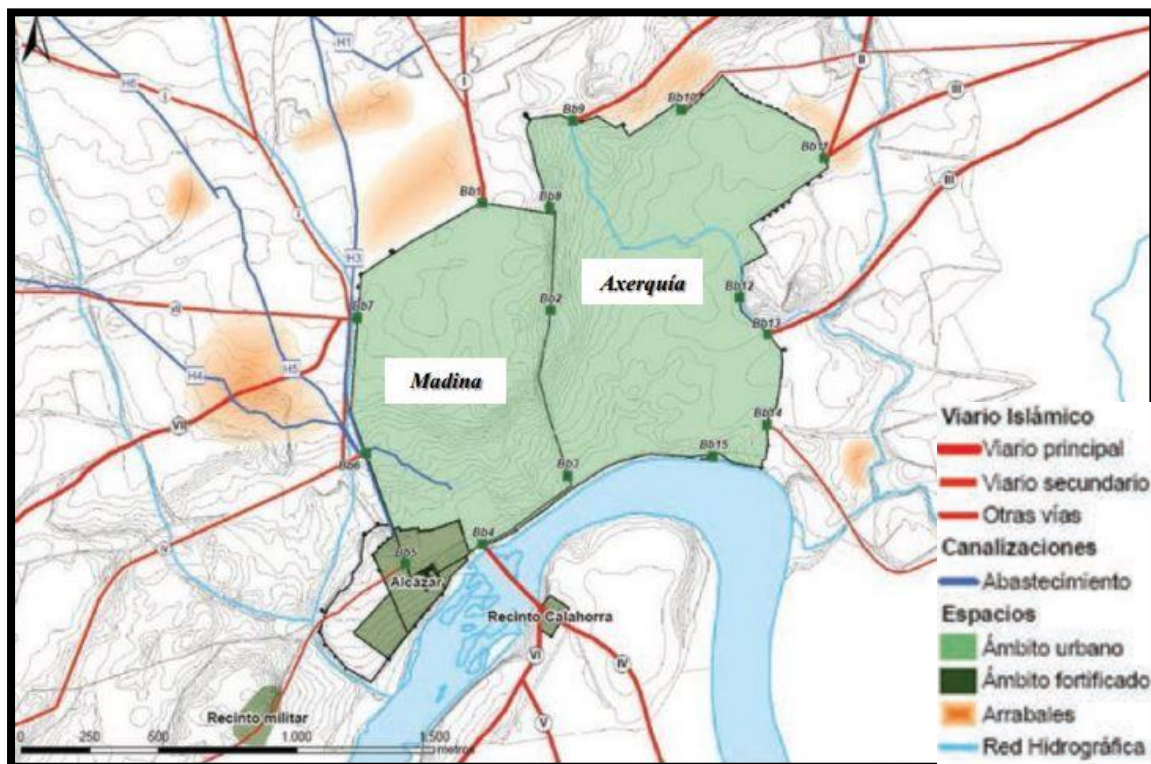 H1
H6
I
II
III
I
Bb10
Bb9
Bb11
III
Bb1
Bb8
I
H3
Axerquía
Bb12
VII
Bb7
Bb2
Bb13
H5
H4
Madina
VII
Bb14
Bb6
Bb15
Bb3
Bb4
Bb5
Alcázar
Recinto Calahorra
VI
IV
V
Recinto militar
0 250 500 1.000 1.500
metros
Viario Islámico
Viario principal
Viario secundario
Otras vías
Canalizaciones
Abastecimiento
Espacios
Ámbito urbano
Ámbito fortificado
Arrabales
Red Hidrográfica